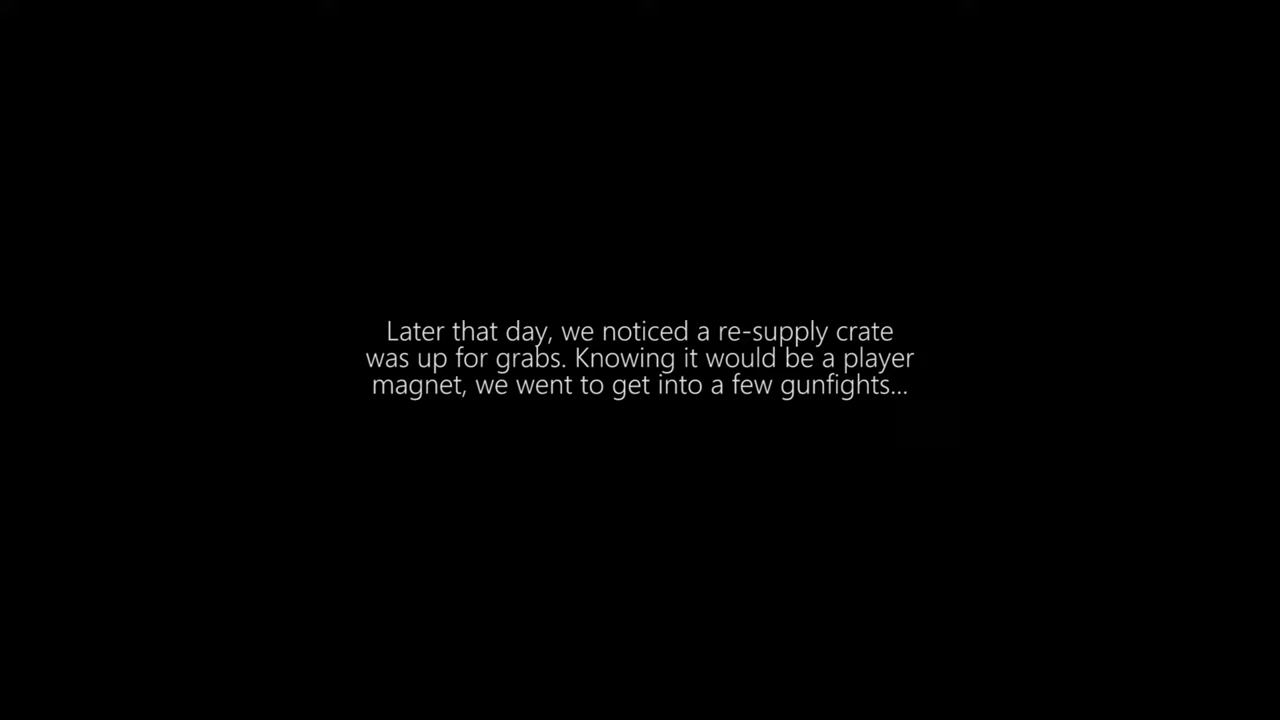 Later that day, we noticed a re-supply crate
was up for grabs. Knowing it would be a player
magnet, we went to get into a few gunfights...